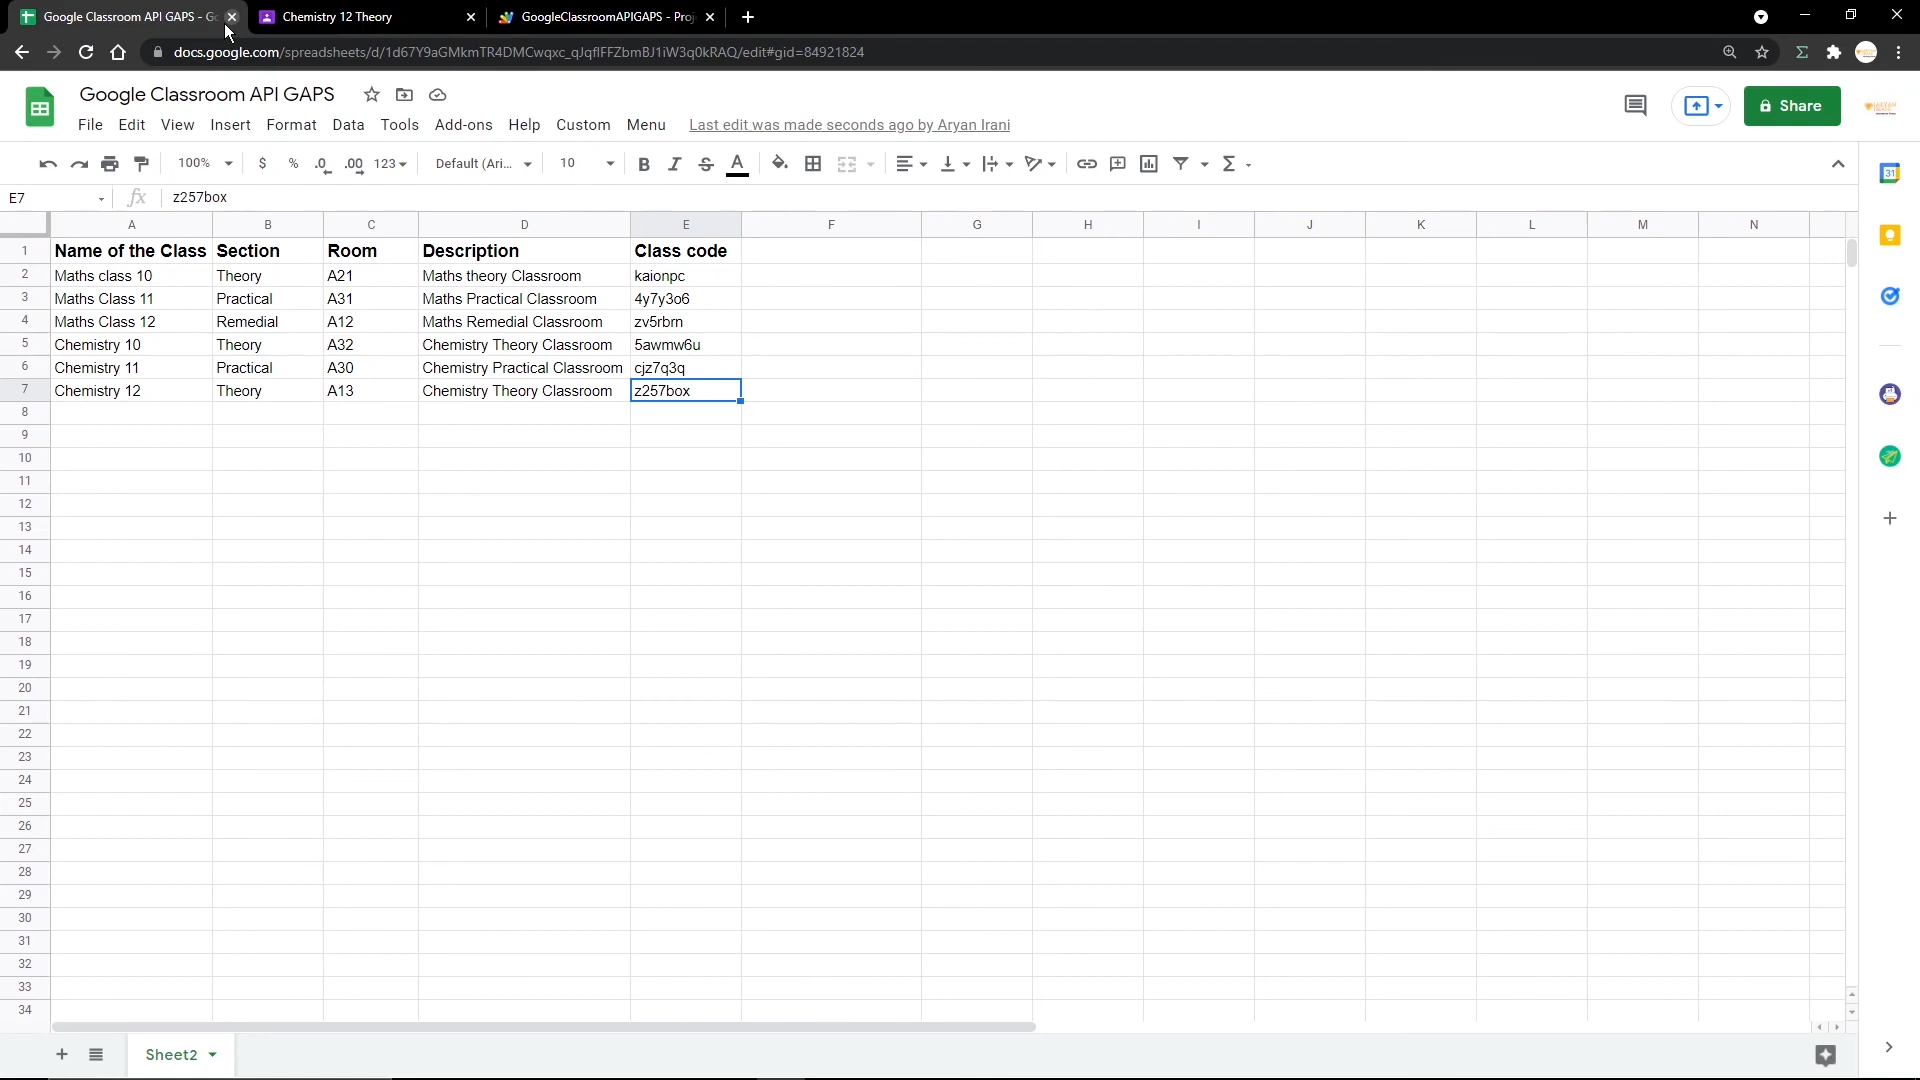 Google Classroom API GAPS - Go
Chemistry 12 Theory
GoogleClassroomAPIGAPS - Proj
docs.google.com/spreadsheets/d/1d67Y9aGMkmTR4DMCwqxc_qJqflFFZbmBJ1iW3q0kRAQ/edit#gid=84921824
Google Classroom API GAPS
Share
File Edit View Insert Format Data Tools Add-ons Help Custom Menu Last edit was made seconds ago by Aryan Irani
100% $ % .0 .00 123 Default (Ari... 10 B I S A Σ
E7 fx z257box
A B C D E F G H I J K L M N
1 Name of the Class Section Room Description Class code
2 Maths class 10 Theory A21 Maths theory Classroom kaionpc
3 Maths Class 11 Practical A31 Maths Practical Classroom 4y7y3o6
4 Maths Class 12 Remedial A12 Maths Remedial Classroom zv5rbrn
5 Chemistry 10 Theory A32 Chemistry Theory Classroom 5awmw6u
6 Chemistry 11 Practical A30 Chemistry Practical Classroom cjz7q3q
7 Chemistry 12 Theory A13 Chemistry Theory Classroom z257box
8
9
10
11
12
13
14
15
16
17
18
19
20
21
22
23
24
25
26
27
28
29
30
31
32
33
34
Sheet2
31